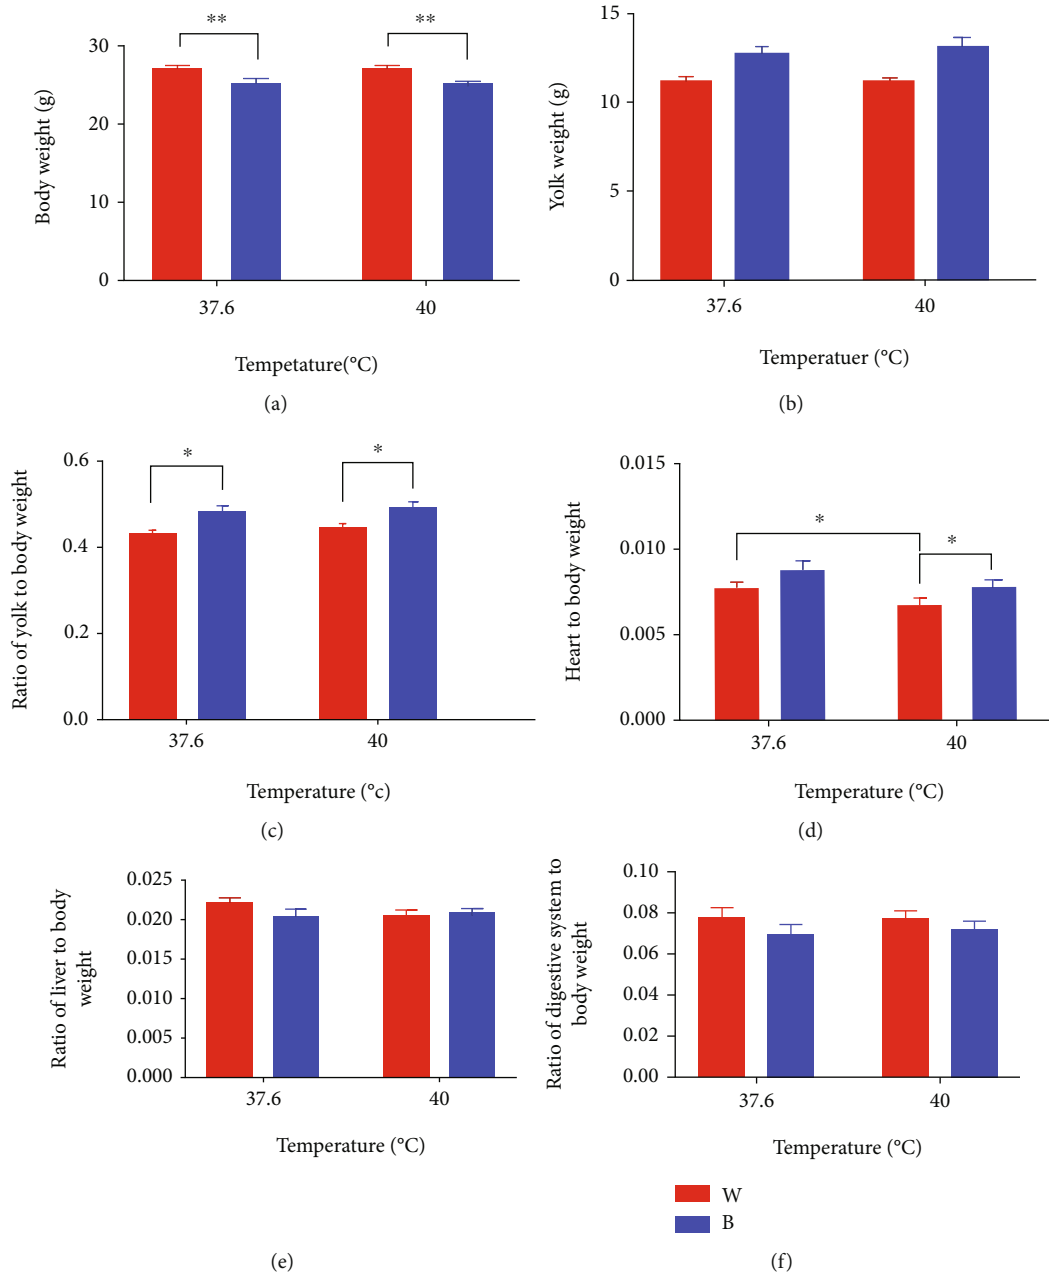 **
**
30
20
10
0
Body weight (g)
37.6
40
Tempetature(°C)
(a)
15
10
5
0
Yolk weight (g)
37.6
40
Temperatuer (°C)
(b)
*
*
0.6
0.4
0.2
0.0
Ratio of yolk to body weight
37.6
40
Temperature (°c)
(c)
*
*
0.015
0.010
0.005
0.000
Heart to body weight
37.6
40
Temperature (°C)
(d)
0.025
0.020
0.015
0.010
0.005
0.000
Ratio of liver to body
weight
37.6
40
Temperature (°C)
(e)
0.10
0.08
0.06
0.04
0.02
0.00
Ratio of digestive system to
body weight
37.6
40
Temperature (°C)
W
B
(f)